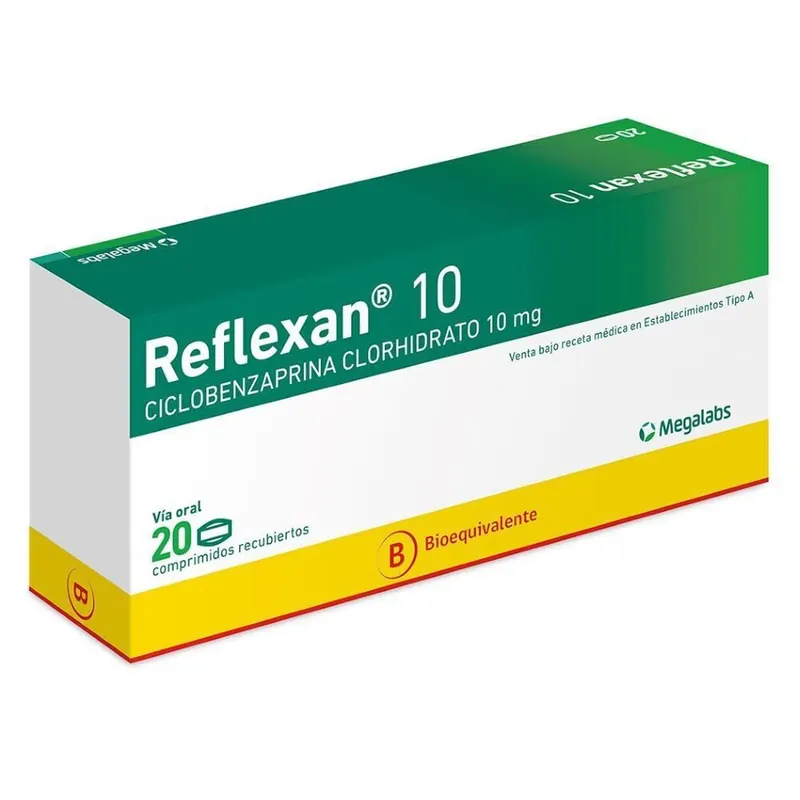 20
Reflexan 10
Megalabs
Reflexan® 10
CICLOBENZAPRINA CLORHIDRATO 10 mg
Venta bajo receta médica en Establecimientos Tipo A
Megalabs
Vía oral
20
comprimidos recubiertos
B Bioequivalente
B